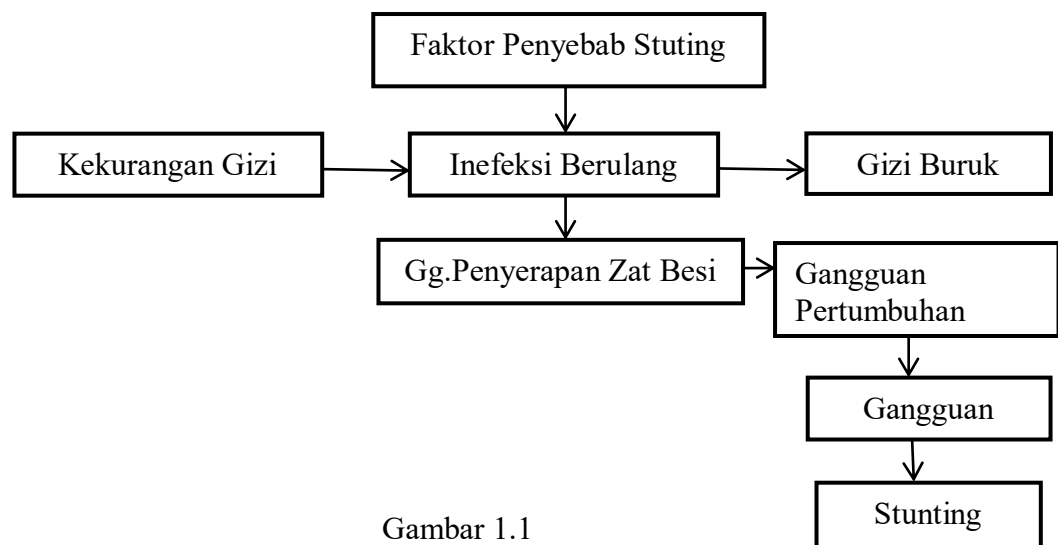 Faktor Penyebab Stuting
Kekurangan Gizi
Inefeksi Berulang
Gizi Buruk
Gg.Penyerapan Zat Besi
Gangguan
Pertumbuhan
Gangguan
Stunting
Gambar 1.1